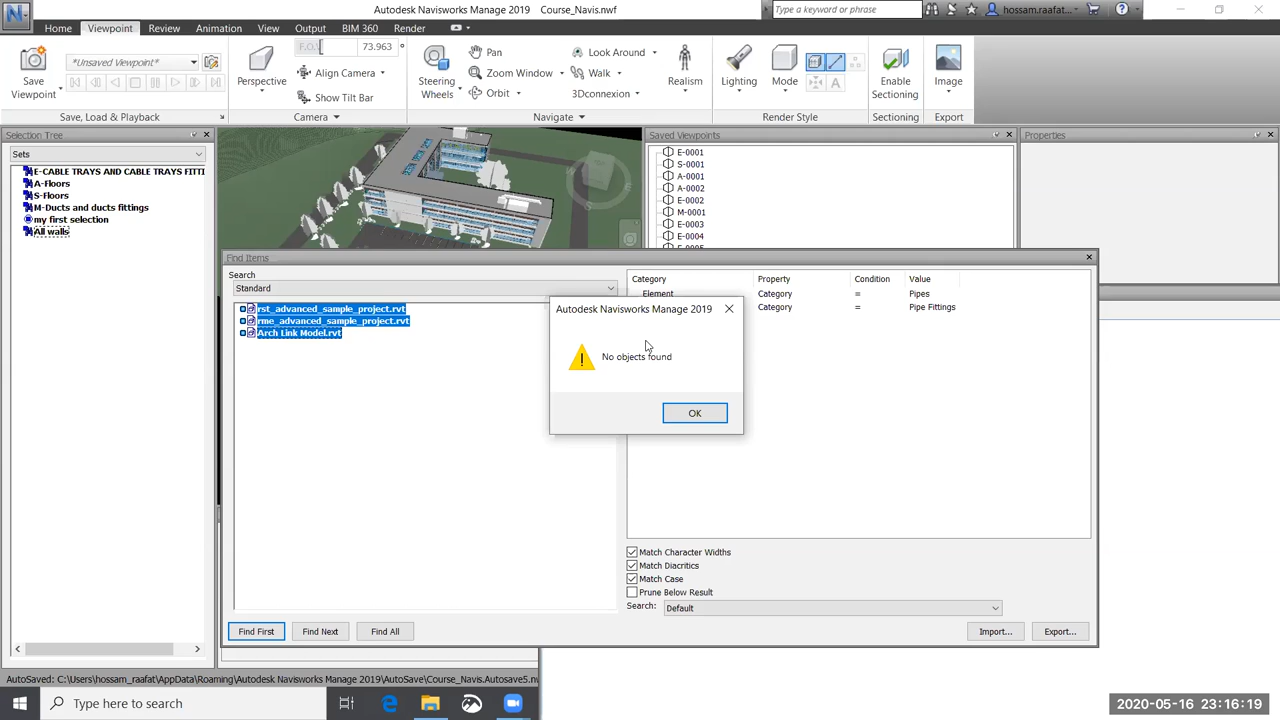 Autodesk Navisworks Manage 2019 Course_Navis.nwf
Type a keyword or phrase
hossam.raafat...
Home Viewpoint Review Animation View Output BIM 360 Render
Save Viewpoint
*Unsaved Viewpoint*
Save, Load & Playback
Perspective
F.O.V.
73.963 °
Align Camera
Show Tilt Bar
Camera
Steering Wheels
Pan
Zoom Window
Orbit
Look Around
Walk
3Dconnexion
Navigate
Realism
Lighting
Mode
Render Style
Enable Sectioning
Sectioning
Image
Export
Selection Tree
Sets
E-CABLE TRAYS AND CABLE TRAYS FITTI
A-Floors
S-Floors
M-Ducts and ducts fittings
my first selection
All walls
Saved Viewpoints
E-0001
S-0001
A-0001
A-0002
E-0002
M-0001
E-0003
E-0004
Properties
Find Items
Search
Standard
rst_advanced_sample_project.rvt
rme_advanced_sample_project.rvt
Arch Link Model.rvt
Category Property Condition Value
Element Category = Pipes
Category = Pipe Fittings
Autodesk Navisworks Manage 2019
No objects found
OK
Match Character Widths
Match Diacritics
Match Case
Prune Below Result
Search: Default
Find First Find Next Find All
Import... Export...
AutoSaved: C:\Users\hossam_raafat\AppData\Roaming\Autodesk Navisworks Manage 2019\AutoSave\Course_Navis.Autosave5.nw
Type here to search
2020-05-16 23:16:19